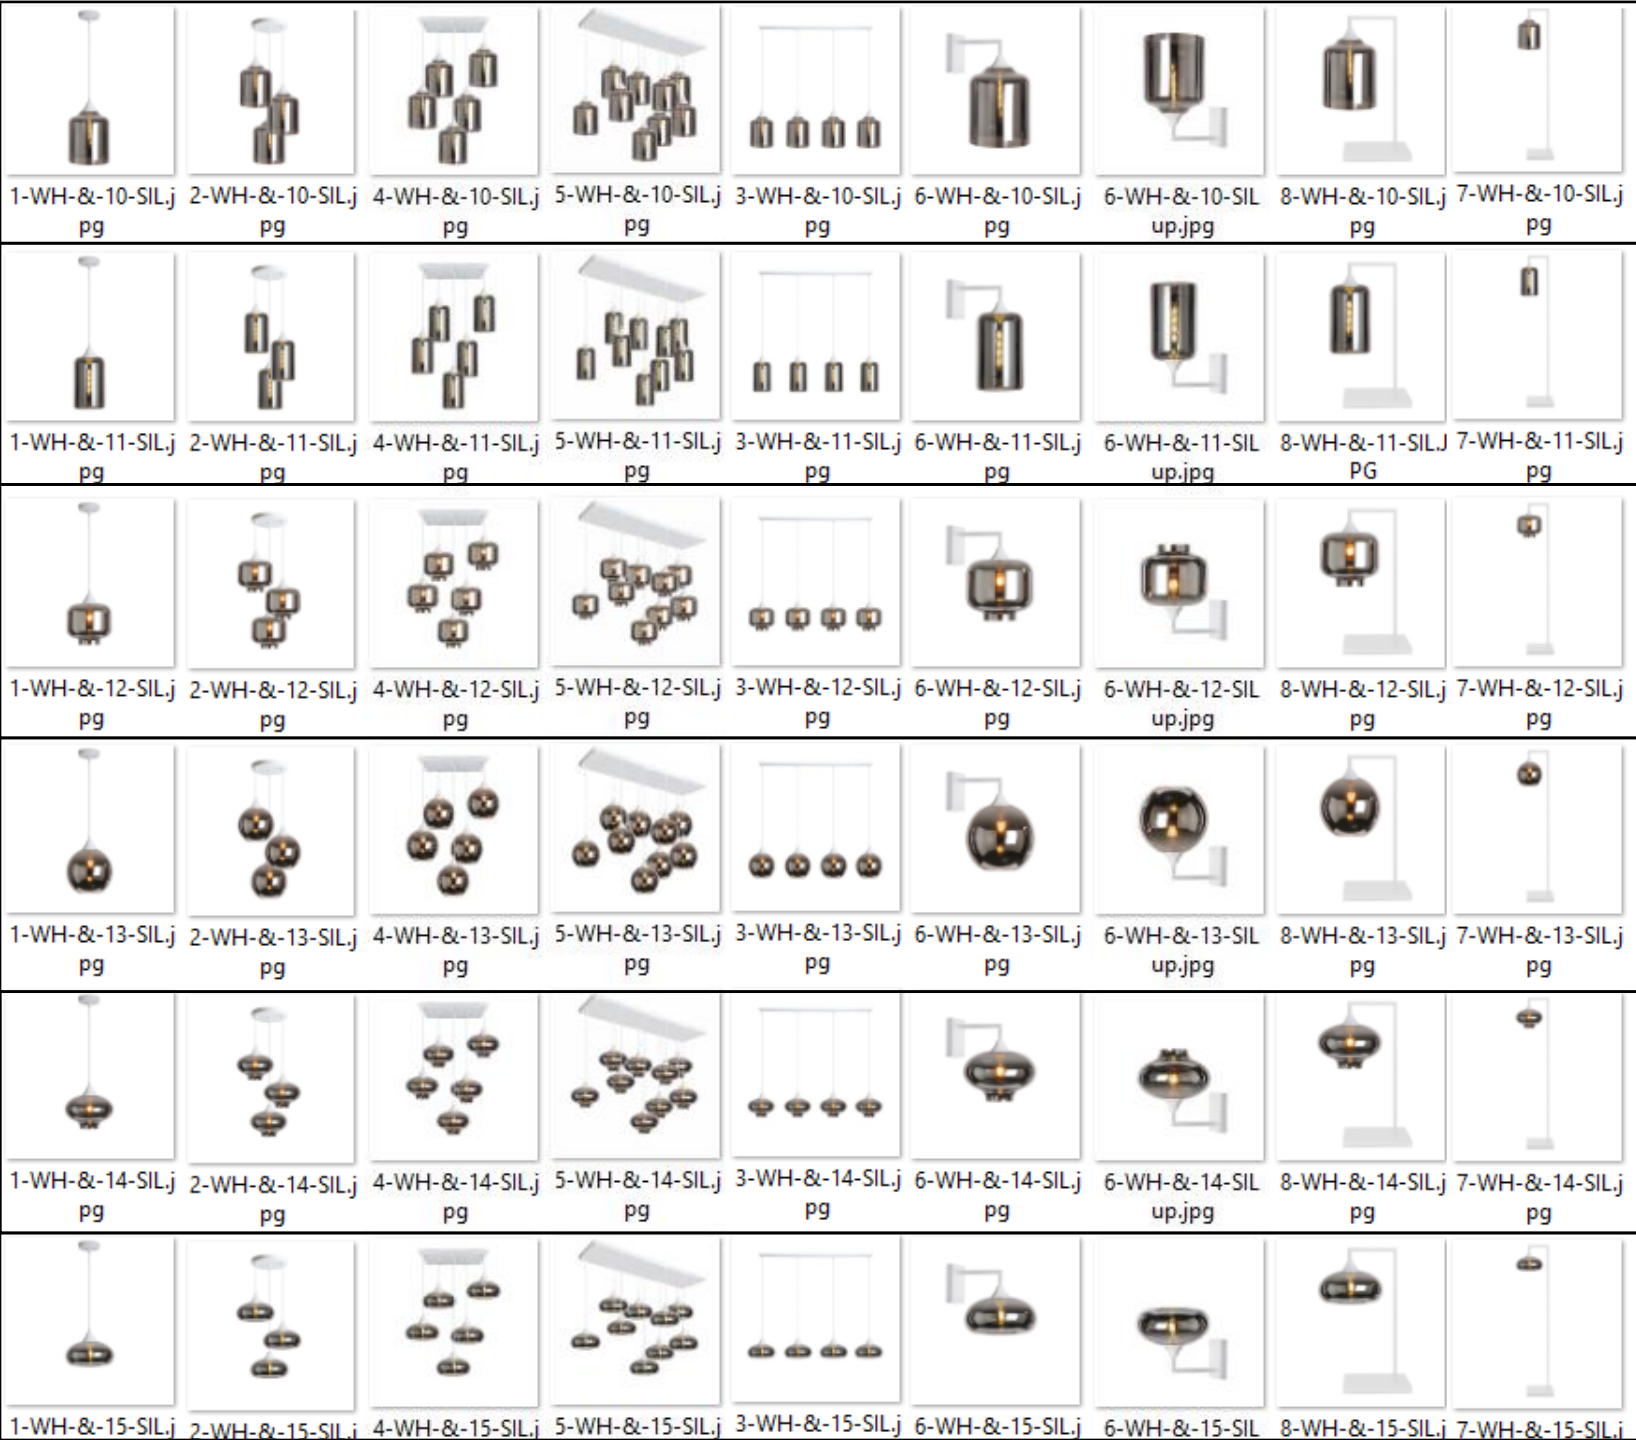 1-WH-&-10-SIL.j
pg
2-WH-&-10-SIL.j
pg
4-WH-&-10-SIL.j
pg
5-WH-&-10-SIL.j
pg
3-WH-&-10-SIL.j
pg
6-WH-&-10-SIL.j
pg
6-WH-&-10-SIL
up.jpg
8-WH-&-10-SIL.j
pg
7-WH-&-10-SIL.j
pg
1-WH-&-11-SIL.j
pg
2-WH-&-11-SIL.j
pg
4-WH-&-11-SIL.j
pg
5-WH-&-11-SIL.j
pg
3-WH-&-11-SIL.j
pg
6-WH-&-11-SIL.j
pg
6-WH-&-11-SIL
up.jpg
8-WH-&-11-SIL.J
PG
7-WH-&-11-SIL.j
pg
1-WH-&-12-SIL.j
pg
2-WH-&-12-SIL.j
pg
4-WH-&-12-SIL.j
pg
5-WH-&-12-SIL.j
pg
3-WH-&-12-SIL.j
pg
6-WH-&-12-SIL.j
pg
6-WH-&-12-SIL
up.jpg
8-WH-&-12-SIL.j
pg
7-WH-&-12-SIL.j
pg
1-WH-&-13-SIL.j
pg
2-WH-&-13-SIL.j
pg
4-WH-&-13-SIL.j
pg
5-WH-&-13-SIL.j
pg
3-WH-&-13-SIL.j
pg
6-WH-&-13-SIL.j
pg
6-WH-&-13-SIL
up.jpg
8-WH-&-13-SIL.j
pg
7-WH-&-13-SIL.j
pg
1-WH-&-14-SIL.j
pg
2-WH-&-14-SIL.j
pg
4-WH-&-14-SIL.j
pg
5-WH-&-14-SIL.j
pg
3-WH-&-14-SIL.j
pg
6-WH-&-14-SIL.j
pg
6-WH-&-14-SIL
up.jpg
8-WH-&-14-SIL.j
pg
7-WH-&-14-SIL.j
pg
1-WH-&-15-SIL.j
2-WH-&-15-SIL.j
4-WH-&-15-SIL.j
5-WH-&-15-SIL.j
3-WH-&-15-SIL.j
6-WH-&-15-SIL.j
6-WH-&-15-SIL
8-WH-&-15-SIL.j
7-WH-&-15-SIL.j